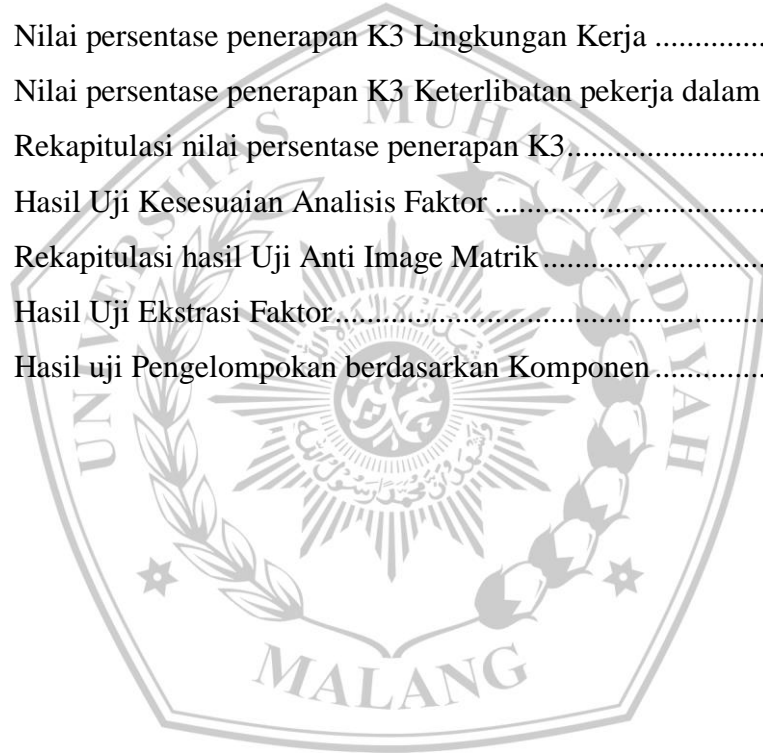 Nilai persentase penerapan K3 Lingkungan Kerja ..............
Nilai persentase penerapan K3 Keterlibatan pekerja dalam
Rekapitulasi nilai persentase penerapan K3.........................
Hasil Uji Kesesuaian Analisis Faktor ...................................
Rekapitulasi hasil Uji Anti Image Matrik.............................
Hasil Uji Ekstrasi Faktor.......................................................
Hasil uji Pengelompokan berdasarkan Komponen..............
UNIVERSITAS MUHAMMADIYAH
MALANG